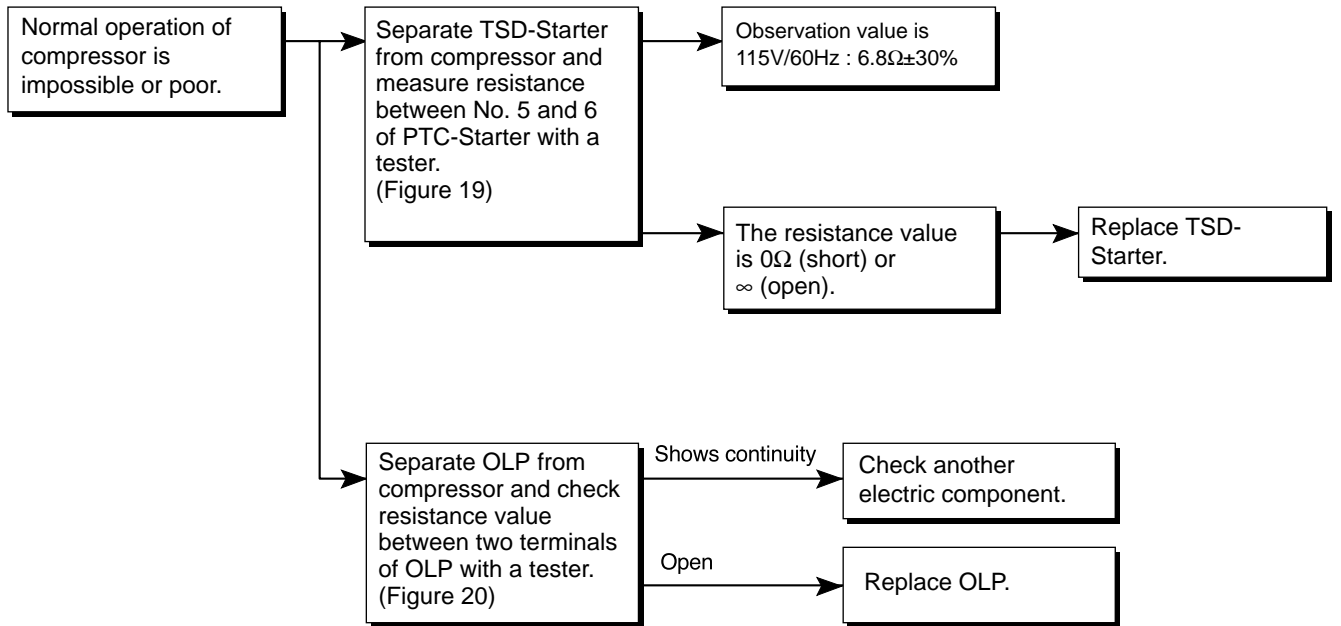 Normal operation of
compressor is
impossible or poor.
Separate TSD-Starter
from compressor and
measure resistance
between No. 5 and 6
of PTC-Starter with a
tester.
(Figure 19)
Observation value is
115V/60Hz : 6.8Ω±30%
The resistance value
is 0Ω (short) or
∞ (open).
Replace TSD-
Starter.
Separate OLP from
compressor and check
resistance value
between two terminals
of OLP with a tester.
(Figure 20)
Shows continuity
Check another
electric component.
Open
Replace OLP.